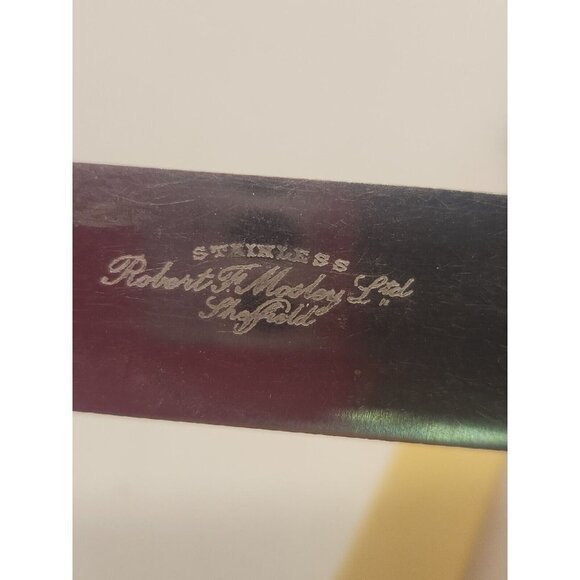 STAINLESS
Robert F. Mosley Ltd
Sheffield